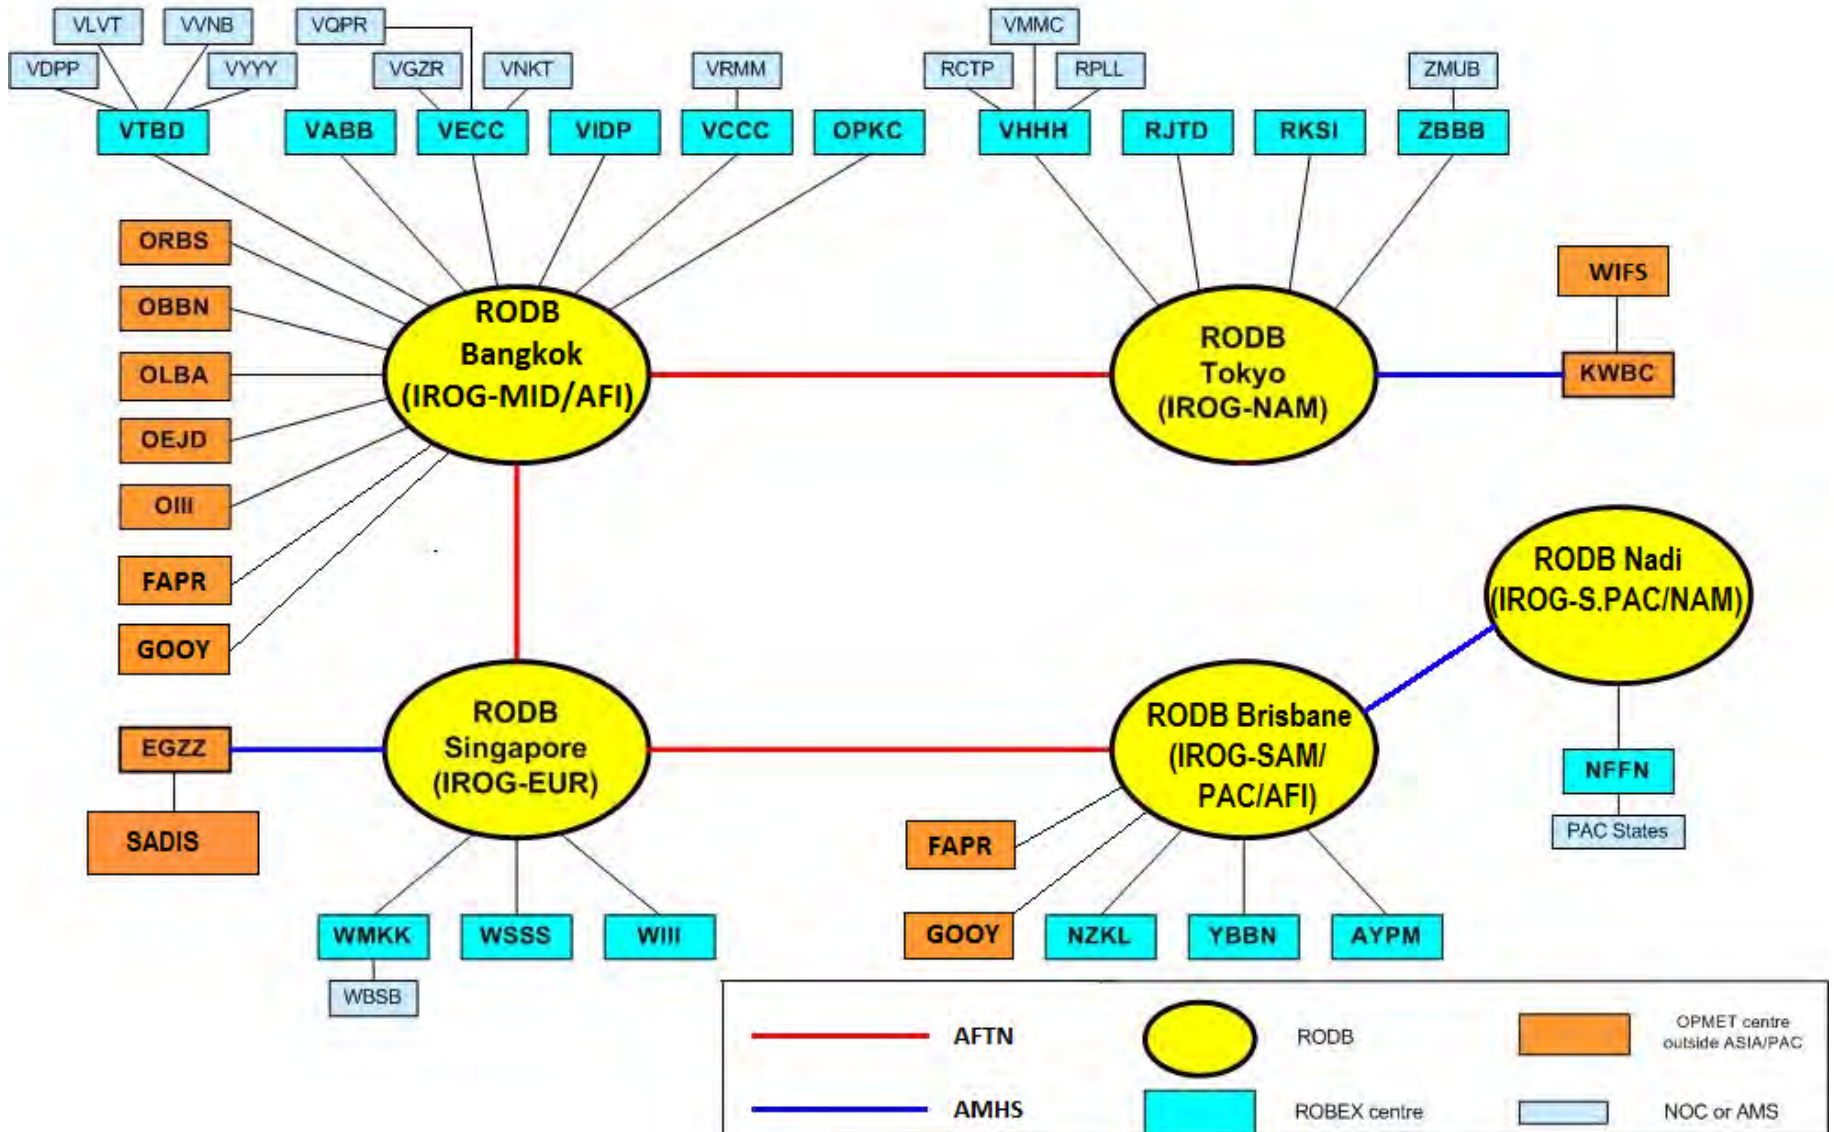 VLVT
VVNB
VQPR
VMMC
VDPP
VYYY
VGZR
VNKT
VRMM
RCTP
RPLL
ZMUB
VTBD
VABB
VECC
VIDP
VCCC
OPKC
VHHH
RJTD
RKSI
ZBBB
ORBS
OBBN
OLBA
OEJD
OIII
FAPR
GOOY
RODB
Bangkok
(IROG-MID/AFI)
RODB
Tokyo
(IROG-NAM)
WIFS
KWBC
RODB Nadi
(IROG-S.PAC/NAM)
EGZZ
SADIS
RODB
Singapore
(IROG-EUR)
RODB Brisbane
(IROG-SAM/
PAC/AFI)
NFFN
PAC States
FAPR
GOOY
WMKK
WSSS
WIII
NZKL
YBBN
AYPM
WBSB
AFTN
RODB
OPMET centre
outside ASIA/PAC
AMHS
ROBEX centre
NOC or AMS